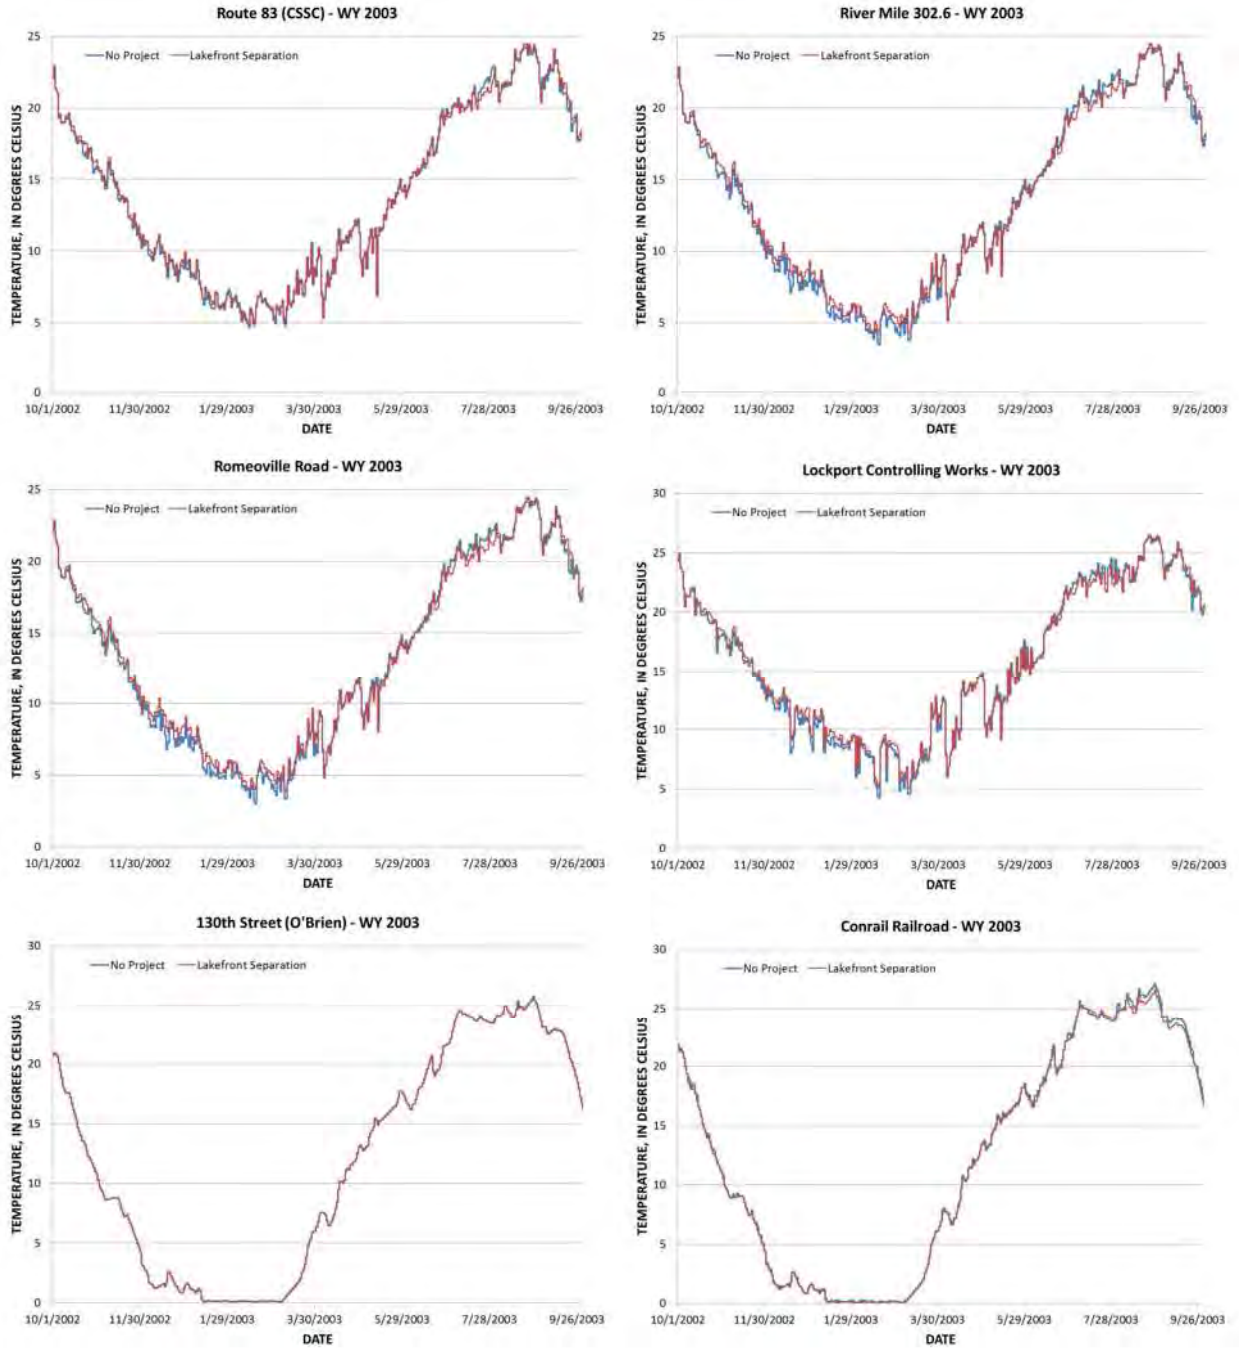 Route 83 (CSSC) - WY 2003
No Project Lakefront Separation
TEMPERATURE, IN DEGREES CELSIUS
25
20
15
10
5
0
10/1/2002 11/30/2002 1/29/2003 3/30/2003 5/29/2003 7/28/2003 9/26/2003
DATE
River Mile 302.6 - WY 2003
No Project Lakefront Separation
TEMPERATURE, IN DEGREES CELSIUS
25
20
15
10
5
0
10/1/2002 11/30/2002 1/29/2003 3/30/2003 5/29/2003 7/28/2003 9/26/2003
DATE
Romeoville Road - WY 2003
No Project Lakefront Separation
TEMPERATURE, IN DEGREES CELSIUS
25
20
15
10
5
0
10/1/2002 11/30/2002 1/29/2003 3/30/2003 5/29/2003 7/28/2003 9/26/2003
DATE
Lockport Controlling Works - WY 2003
No Project Lakefront Separation
TEMPERATURE, IN DEGREES CELSIUS
30
25
20
15
10
5
0
10/1/2002 11/30/2002 1/29/2003 3/30/2003 5/29/2003 7/28/2003 9/26/2003
DATE
130th Street (O'Brien) - WY 2003
No Project Lakefront Separation
TEMPERATURE, IN DEGREES CELSIUS
30
25
20
15
10
5
0
10/1/2002 11/30/2002 1/29/2003 3/30/2003 5/29/2003 7/28/2003 9/26/2003
DATE
Conrail Railroad - WY 2003
No Project Lakefront Separation
TEMPERATURE, IN DEGREES CELSIUS
30
25
20
15
10
5
0
10/1/2002 11/30/2002 1/29/2003 3/30/2003 5/29/2003 7/28/2003 9/26/2003
DATE